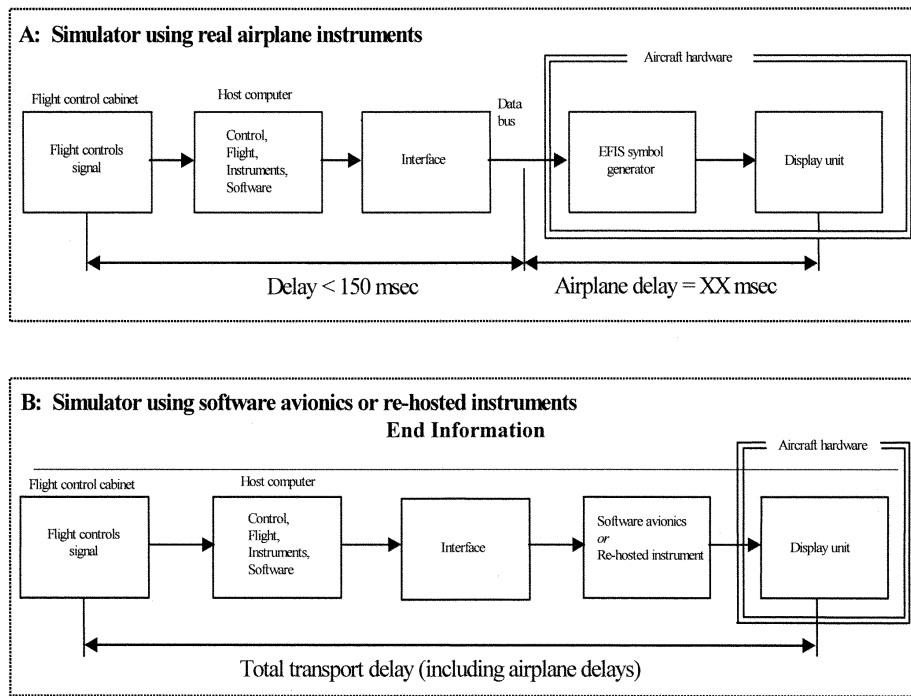 A: Simulator using real airplane instruments
Aircraft hardware
Flight control cabinet
Host computer
Data
bus
Flight controls
signal
Control,
Flight,
Instruments,
Software
Interface
EFIS symbol
generator
Display unit
Delay < 150 msec
Airplane delay = XX msec
B: Simulator using software avionics or re-hosted instruments
End Information
Aircraft hardware
Flight control cabinet
Host computer
Flight controls
signal
Control,
Flight,
Instruments,
Software
Interface
Software avionics
or
Re-hosted instrument
Display unit
Total transport delay (including airplane delays)